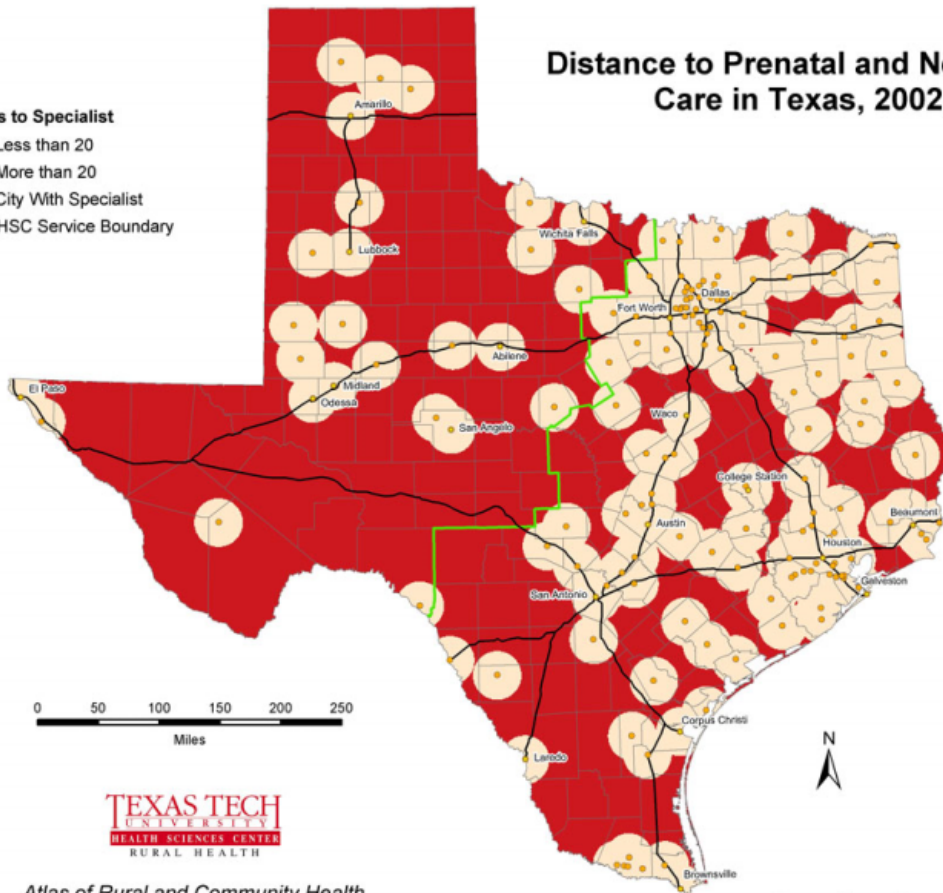 Distance to Prenatal and Ne
Care in Texas, 2002
s to Specialist
Less than 20
More than 20
City With Specialist
HSC Service Boundary
Amarillo
Lubbock
Wichita Falls
Dallas
Fort Worth
Abilene
El Paso
Midland
Odessa
San Angelo
Waco
College Station
Beaumont
Austin
Houston
Galveston
San Antonio
Corpus Christi
Laredo
Brownsville
0 50 100 150 200 250
Miles
N
TEXAS TECH
UNIVERSITY
HEALTH SCIENCES CENTER
RURAL HEALTH
Atlas of Rural and Community Health